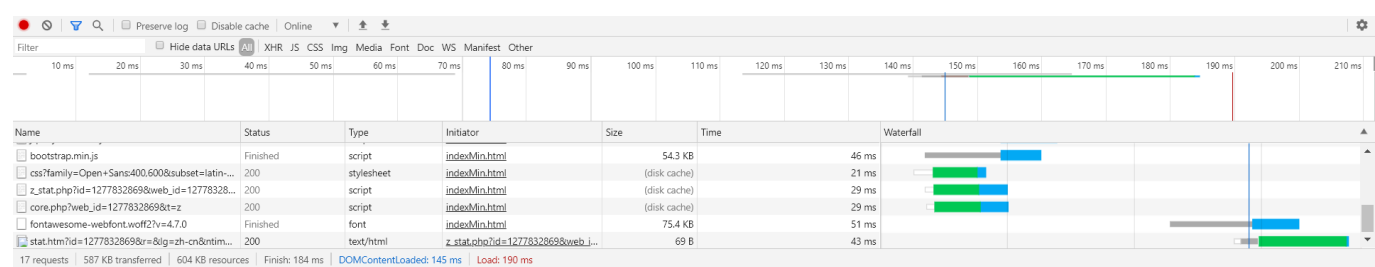 Preserve log Disable cache Online
Filter Hide data URLs All XHR JS CSS Img Media Font Doc WS Manifest Other
10 ms 20 ms 30 ms 40 ms 50 ms 60 ms 70 ms 80 ms 90 ms 100 ms 110 ms 120 ms 130 ms 140 ms 150 ms 160 ms 170 ms 180 ms 190 ms 200 ms 210 ms
Name Status Type Initiator Size Time Waterfall
bootstrap.min.js Finished script indexMin.html 54.3 KB 46 ms
css?family=Open+Sans:400,600&subset=latin-... 200 stylesheet indexMin.html (disk cache) 21 ms
z_stat.php?id=1277832869&web_id=12778328... 200 script indexMin.html (disk cache) 29 ms
core.php?web_id=1277832869&t=z 200 script indexMin.html (disk cache) 29 ms
fontawesome-webfont.woff2?v=4.7.0 Finished font indexMin.html 75.4 KB 51 ms
stat.htm?id=1277832869&r=&lg=zh-cn&ntim... 200 text/html z_stat.php?id=1277832869&web_i... 69 B 43 ms
17 requests 587 KB transferred 604 KB resources Finish: 184 ms DOMContentLoaded: 145 ms Load: 190 ms